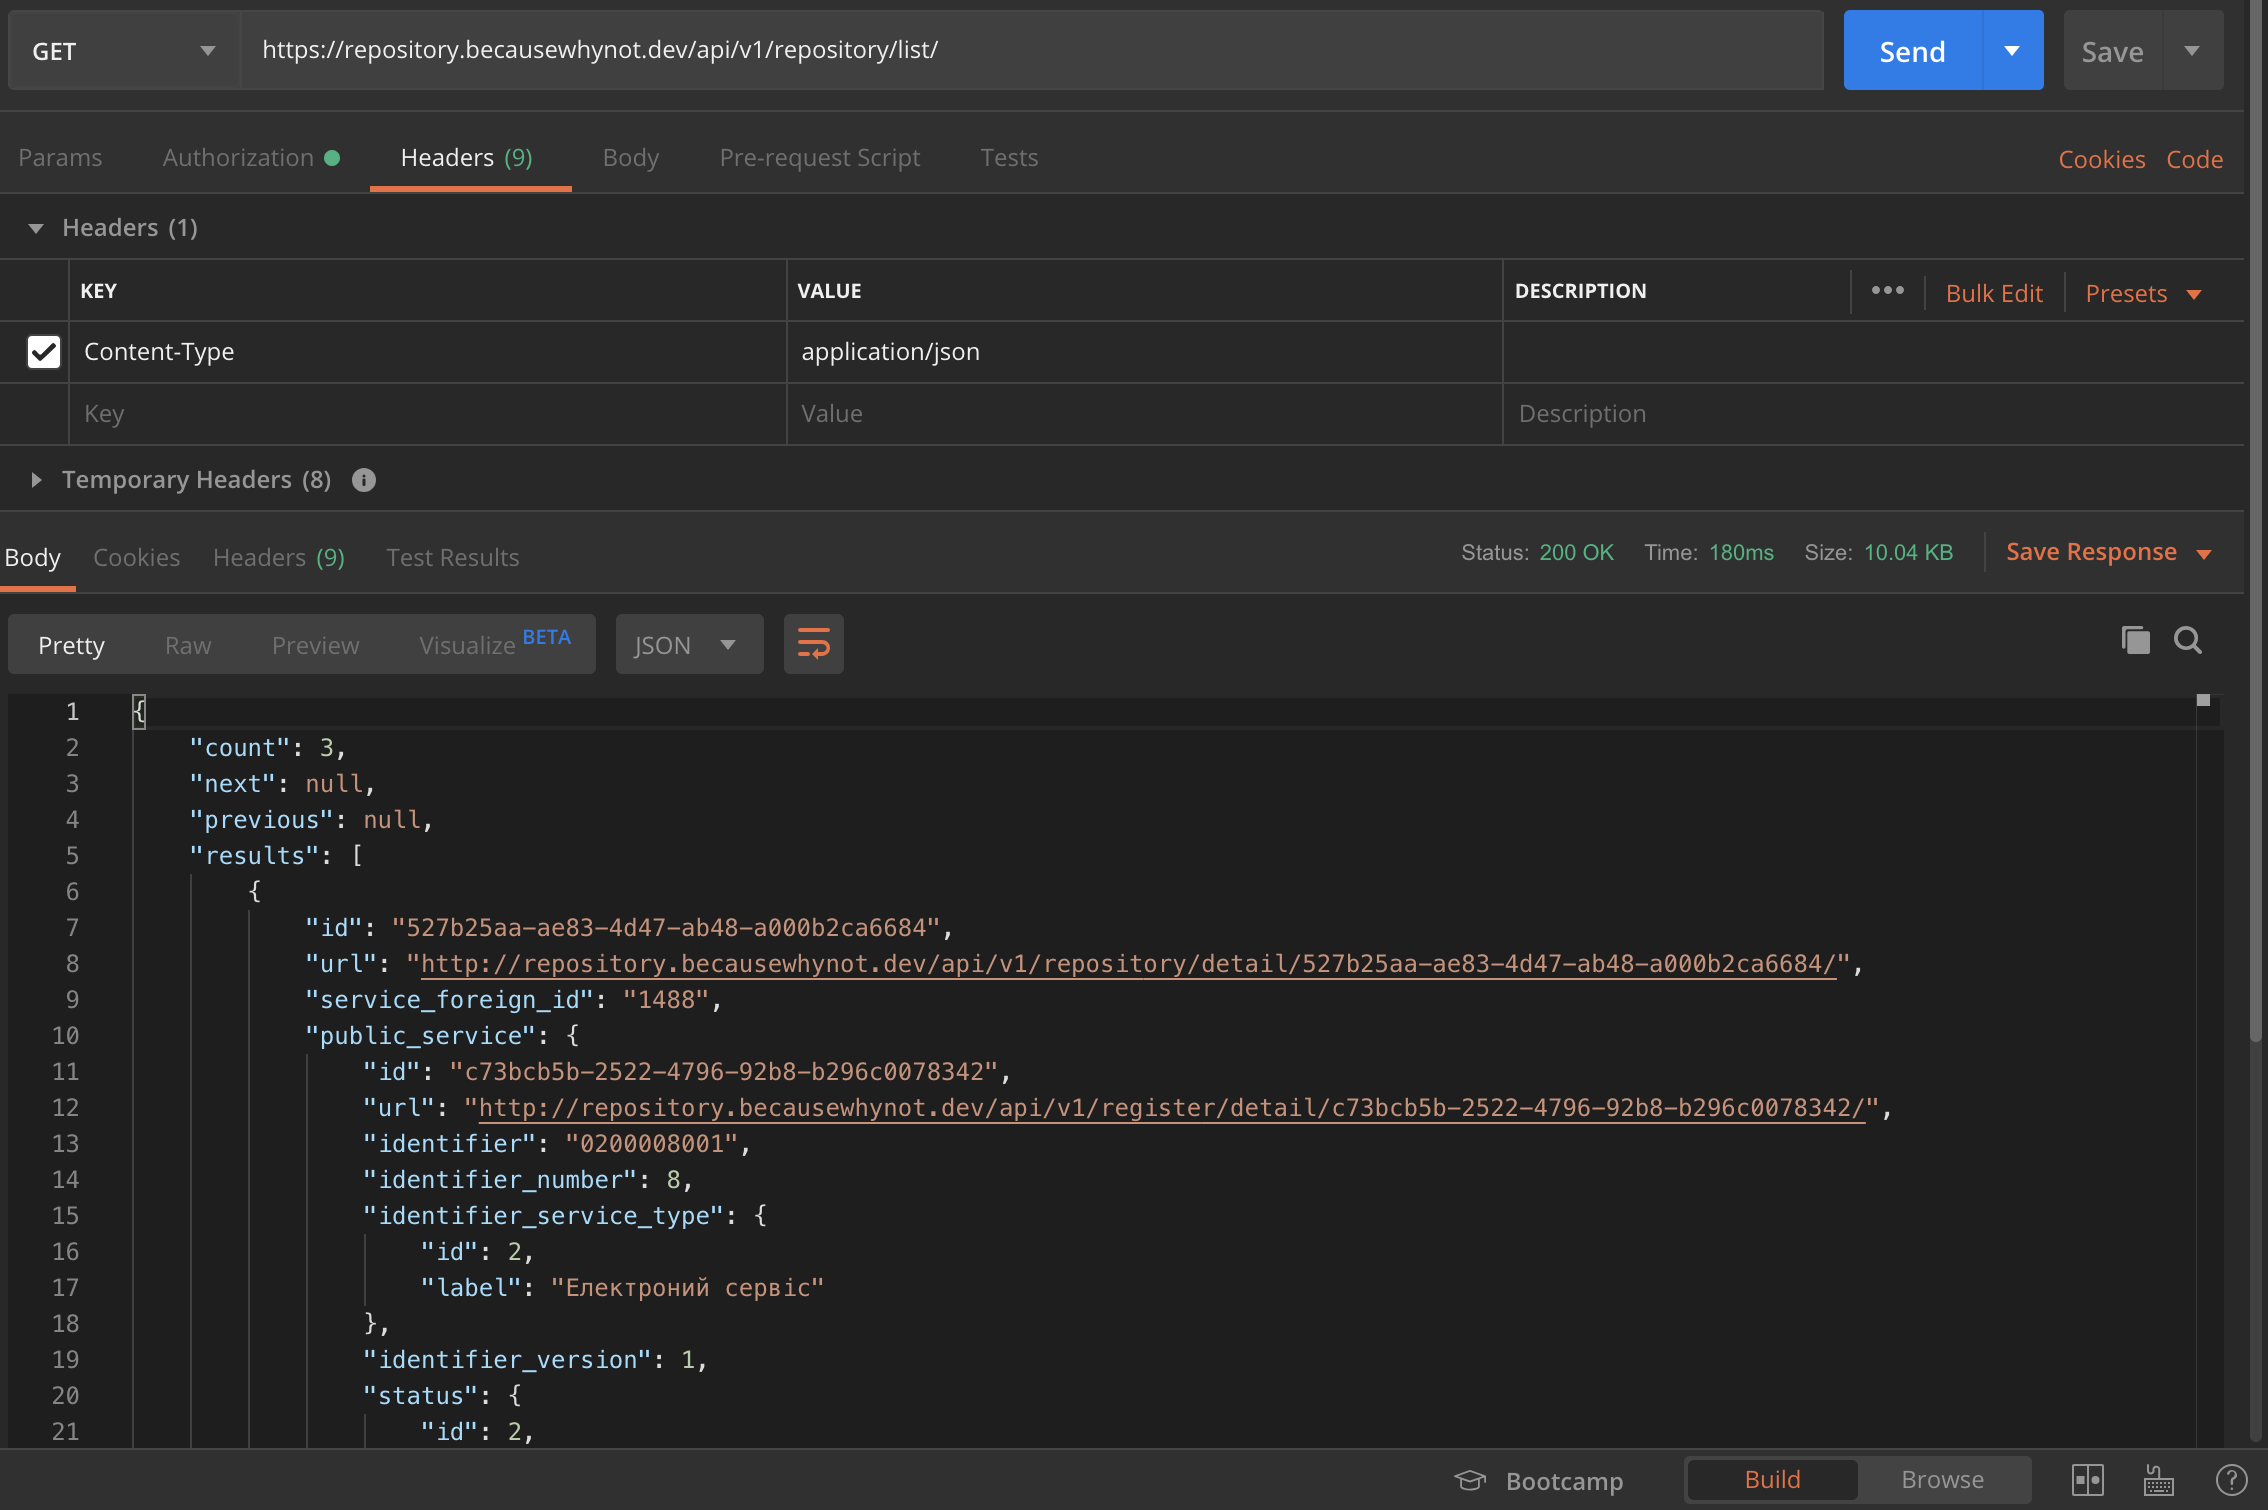 GET https://repository.becausewhynot.dev/api/v1/repository/list/ Send Save
Params Authorization Headers (9) Body Pre-request Script Tests Cookies Code
Headers (1)
KEY VALUE DESCRIPTION ••• Bulk Edit Presets
Content-Type application/json
Key Value Description
Temporary Headers (8)
Body Cookies Headers (9) Test Results Status: 200 OK Time: 180ms Size: 10.04 KB Save Response
Pretty Raw Preview Visualize BETA JSON
1 {
2 "count": 3,
3 "next": null,
4 "previous": null,
5 "results": [
6 {
7 "id": "527b25aa-ae83-4d47-ab48-a000b2ca6684",
8 "url": "http://repository.becausewhynot.dev/api/v1/repository/detail/527b25aa-ae83-4d47-ab48-a000b2ca6684/",
9 "service_foreign_id": "1488",
10 "public_service": {
11 "id": "c73bcb5b-2522-4796-92b8-b296c0078342",
12 "url": "http://repository.becausewhynot.dev/api/v1/register/detail/c73bcb5b-2522-4796-92b8-b296c0078342/",
13 "identifier": "0200008001",
14 "identifier_number": 8,
15 "identifier_service_type": {
16 "id": 2,
17 "label": "Електроний сервіс"
18 },
19 "identifier_version": 1,
20 "status": {
21 "id": 2,
Bootcamp Build Browse